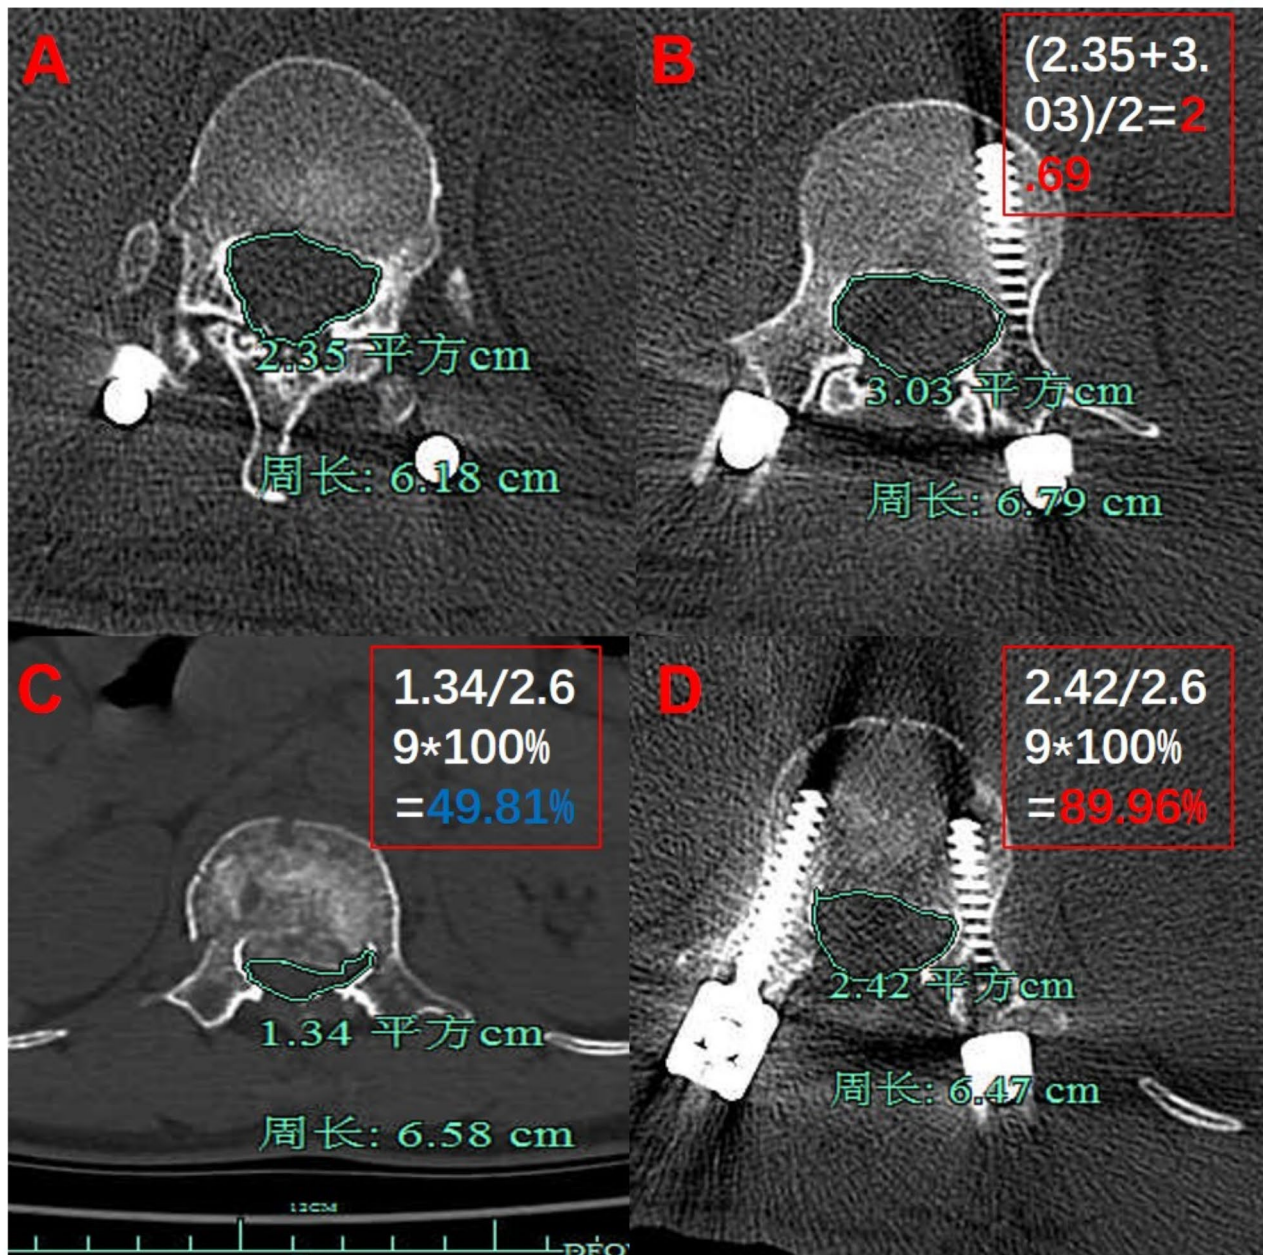 A
2.35 平方cm
周长: 6.18 cm
B
(2.35+3.
03)/2=2
.69
3.03 平方cm
周长: 6.79 cm
C
1.34/2.6
9*100%
=49.81%
1.34 平方cm
周长: 6.58 cm
12CM
D
2.42/2.6
9*100%
=89.96%
2.42 平方cm
周长: 6.47 cm